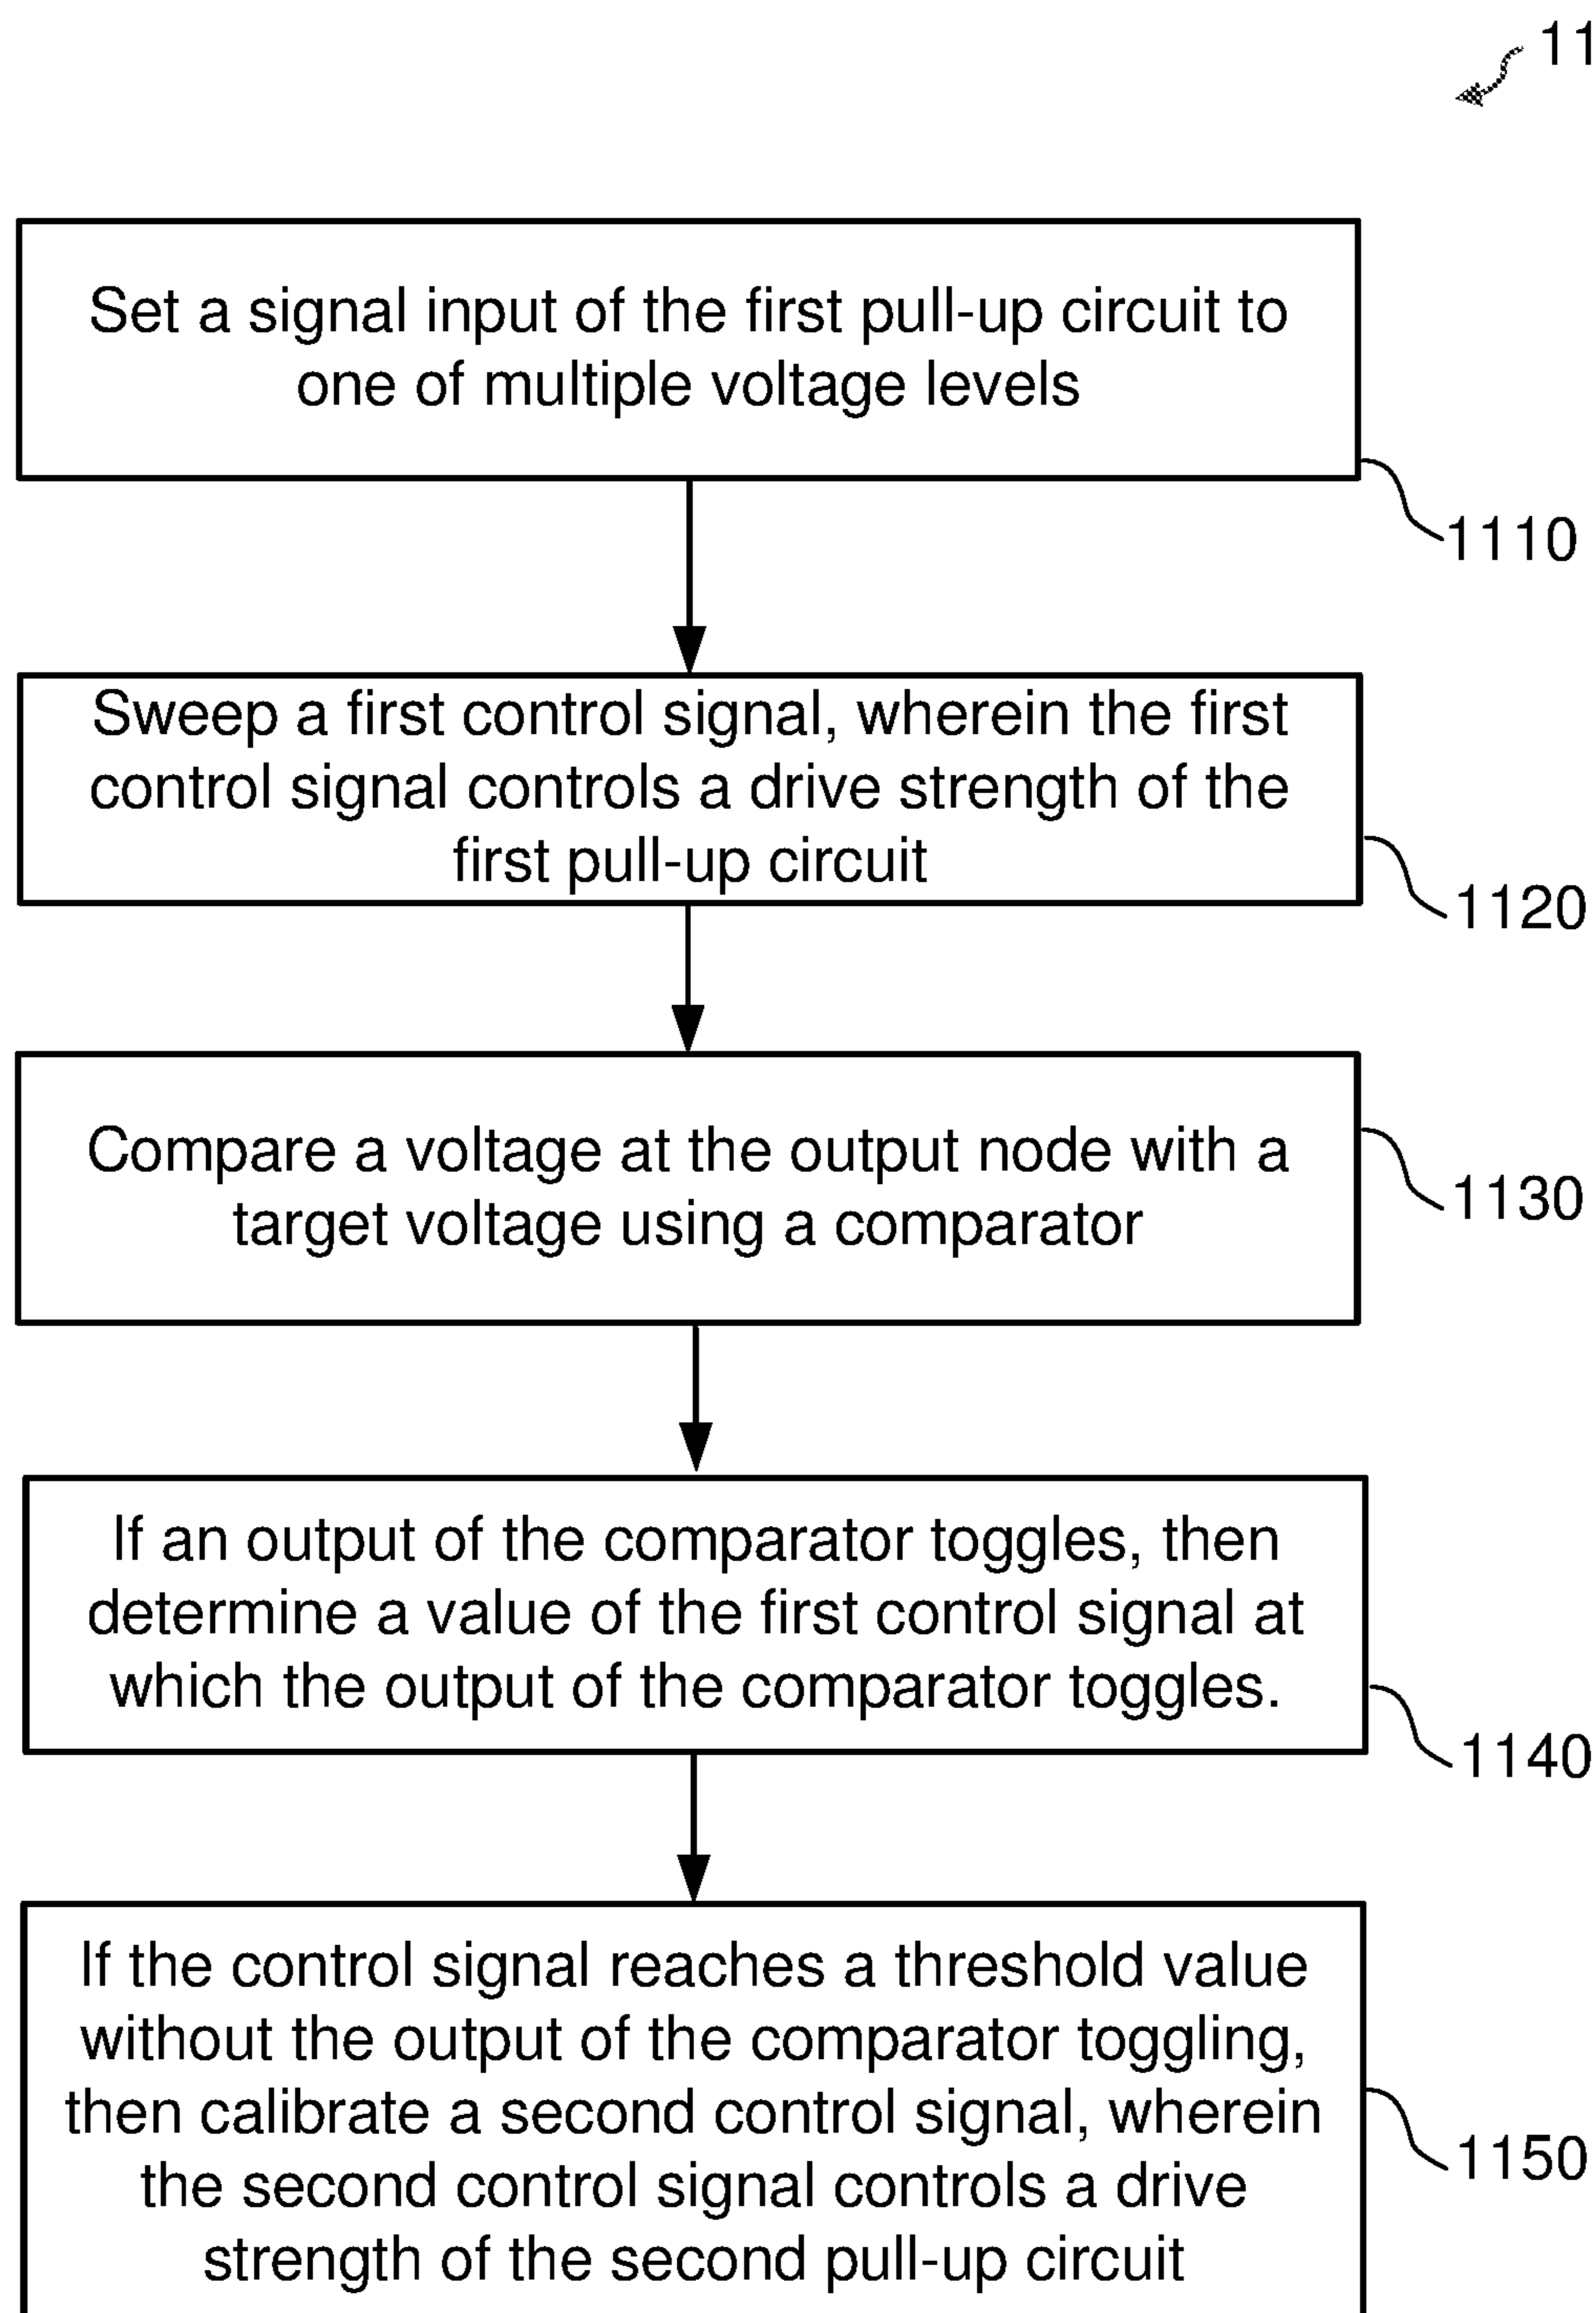 11
Set a signal input of the first pull-up circuit to
one of multiple voltage levels
1110
Sweep a first control signal, wherein the first
control signal controls a drive strength of the
first pull-up circuit
1120
Compare a voltage at the output node with a
target voltage using a comparator
1130
If an output of the comparator toggles, then
determine a value of the first control signal at
which the output of the comparator toggles.
1140
If the control signal reaches a threshold value
without the output of the comparator toggling,
then calibrate a second control signal, wherein
the second control signal controls a drive
strength of the second pull-up circuit
1150